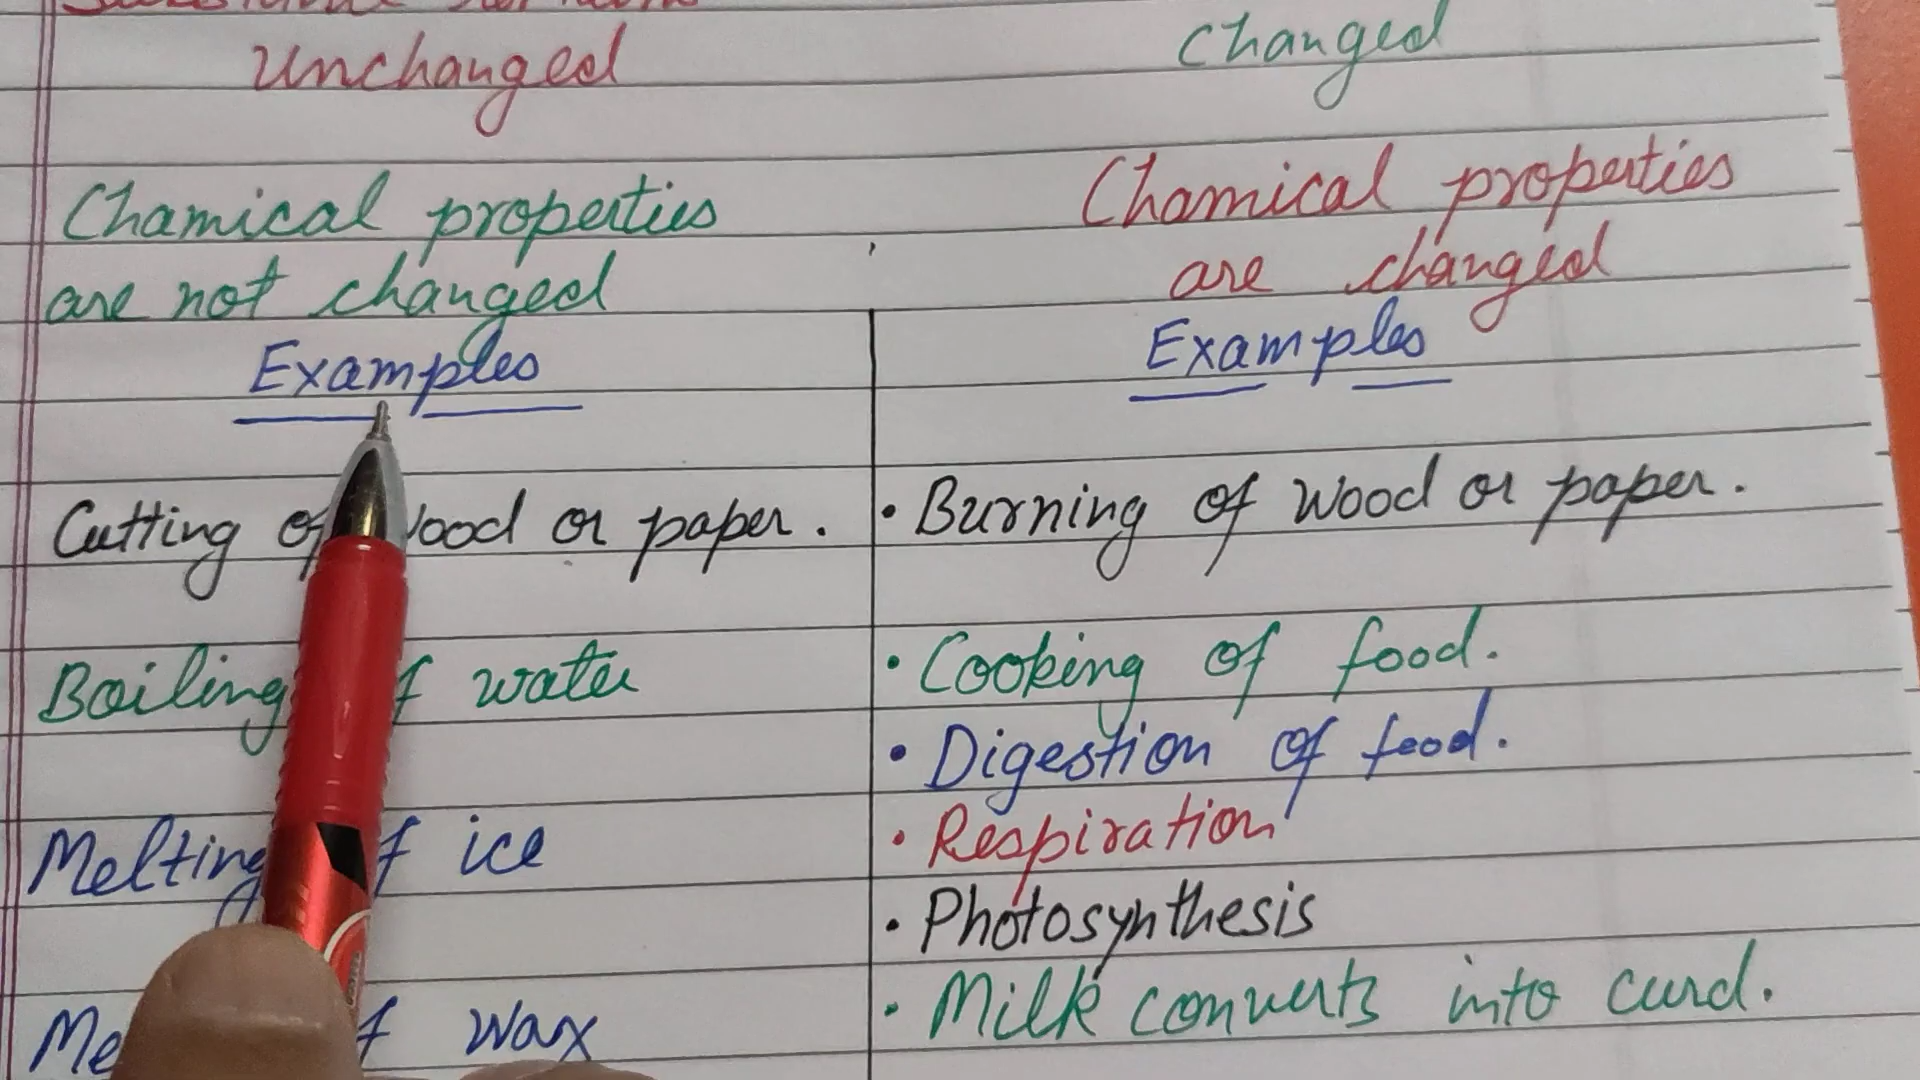 Unchanged
Changed
Chamical properties
are not changed
Chamical properties
are changed
Examples
Examples
Cutting of wood or paper.
• Burning of wood or paper.
Boiling of water
• Cooking of food.
• Digestion of food.
Melting of ice
• Respiration
• Photosynthesis
wax
• Milk converts into curd.